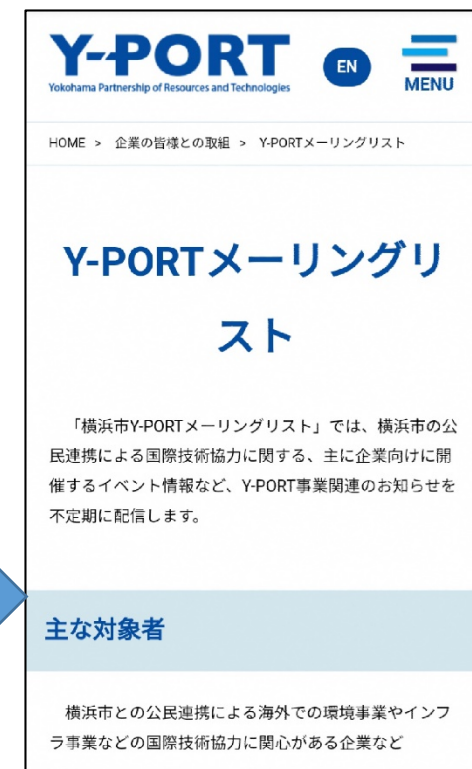 Y-PORT
Yokohama Partnership of Resources and Technologies
EN
MENU
HOME > 企業の皆様との取組 > Y-PORTメーリングリスト
Y-PORTメーリングリ
スト
「横浜市Y-PORTメーリングリスト」では、横浜市の公
民連携による国際技術協力に関する、主に企業向けに開
催するイベント情報など、Y-PORT事業関連のお知らせを
不定期に配信します。
主な対象者
横浜市との公民連携による海外での環境事業やインフ
ラ事業などの国際技術協力に関心がある企業など